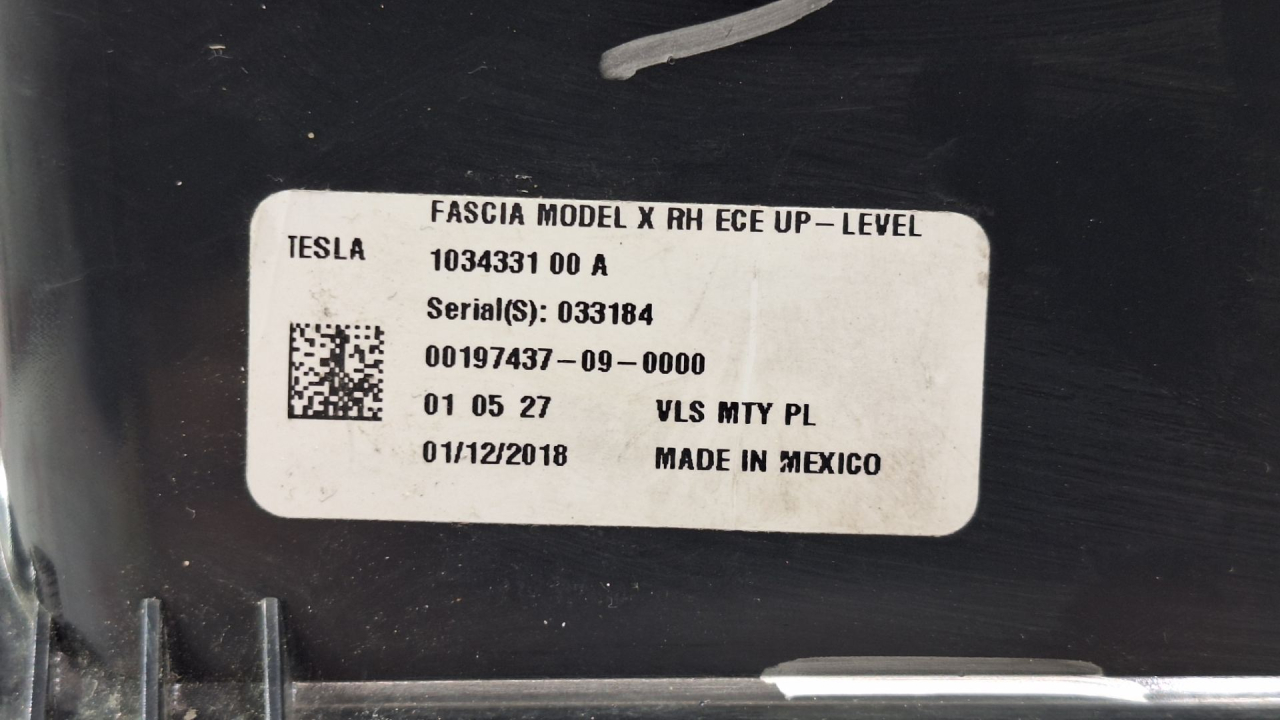 FASCIA MODEL X RH ECE UP-LEVEL
TESLA
1034331 00 A
Serial(S): 033184
00197437-09-0000
01 05 27 VLS MTY PL
01/12/2018 MADE IN MEXICO